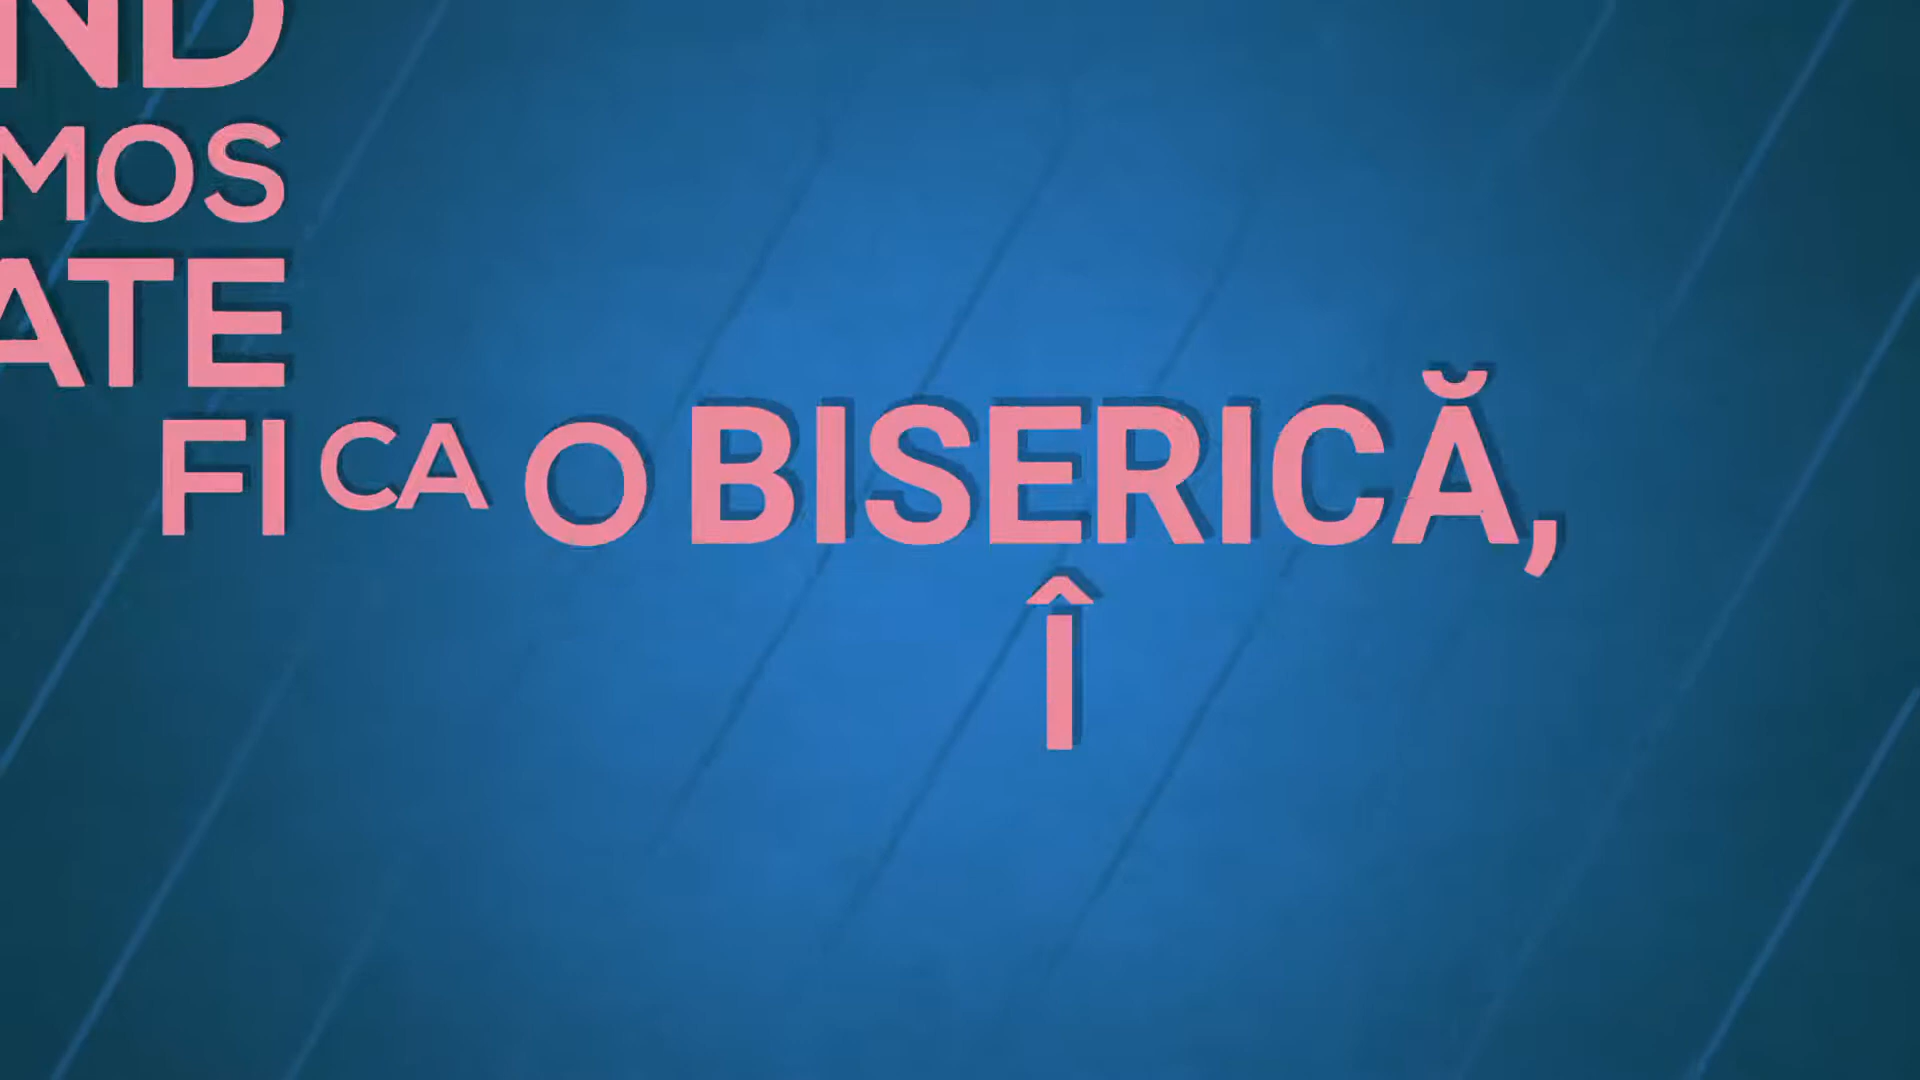 ND
MOS
ATE
FI CA O BISERICĂ,
Î